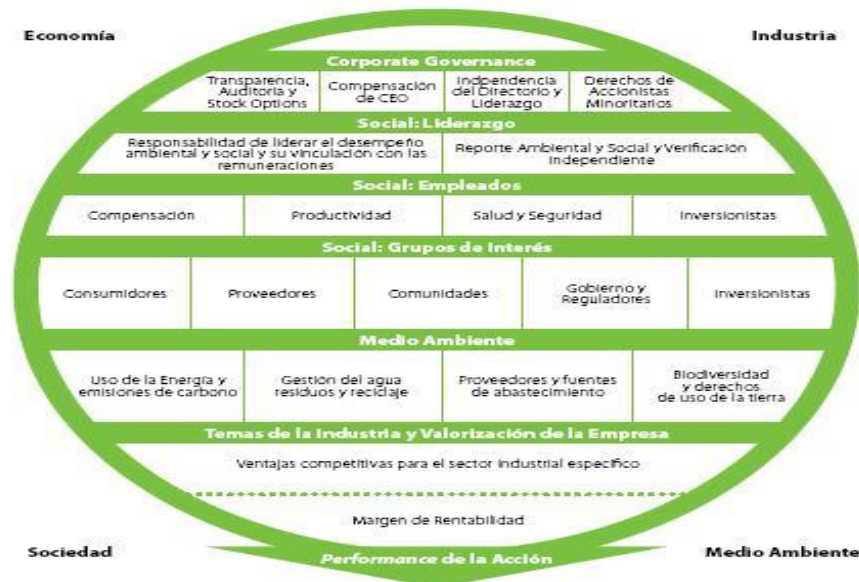 Economía
Industria
Corporate Governance
Transparencia,
Auditoria y
Stock Options
Compensación
de CEO
Indpendencia
del Directorio y
Liderazgo
Derechos de
Accionistas
Minoritarios
Social: Liderazgo
Responsabilidad de liderar el desempeño
ambiental y social y su vinculación con las
remuneraciones
Reporte Ambiental y Social y Verificación
Independiente
Social: Empleados
Compensación
Productividad
Salud y Seguridad
Inversionistas
Social: Grupos de Interés
Consumidores
Proveedores
Comunidades
Gobierno y
Reguladores
Inversionistas
Medio Ambiente
Uso de la Energía y
emisiones de carbono
Gestión del agua
residuos y reciclaje
Proveedores y fuentes
de abastecimiento
Biodiversidad
y derechos
de uso de la tierra
Temas de la Industria y Valorización de la Empresa
Ventajas competitivas para el sector industrial específico
Margen de Rentabilidad
Sociedad
Performance de la Acción
Medio Ambiente